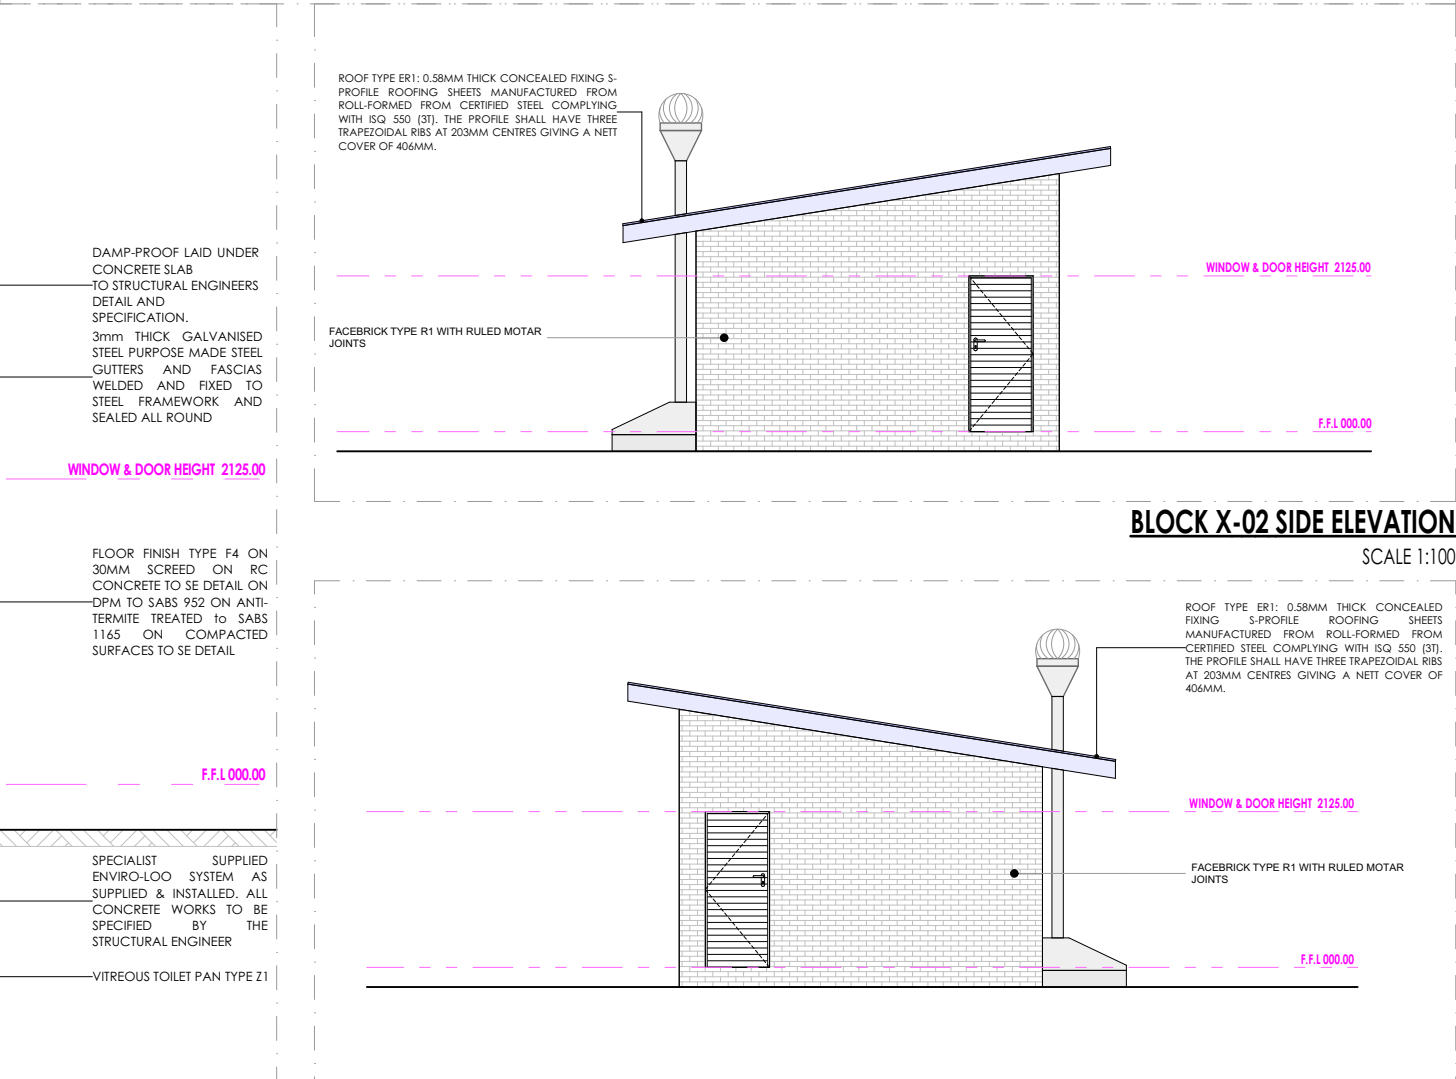 DAMP-PROOF LAID UNDER
CONCRETE SLAB
TO STRUCTURAL ENGINEERS
DETAIL AND
SPECIFICATION.
3mm THICK GALVANISED
STEEL PURPOSE MADE STEEL
GUTTERS AND FASCIAS
WELDED AND FIXED TO
STEEL FRAMEWORK AND
SEALED ALL ROUND
WINDOW & DOOR HEIGHT 2125.00
FLOOR FINISH TYPE F4 ON
30MM SCREED ON RC
CONCRETE TO SE DETAIL ON
DPM TO SABS 952 ON ANTI-
TERMITE TREATED to SABS
1165 ON COMPACTED
SURFACES TO SE DETAIL
F.F.L 000.00
SPECIALIST SUPPLIED
ENVIRO-LOO SYSTEM AS
SUPPLIED & INSTALLED. ALL
CONCRETE WORKS TO BE
SPECIFIED BY THE
STRUCTURAL ENGINEER
VITREOUS TOILET PAN TYPE Z1
ROOF TYPE ER1: 0.58MM THICK CONCEALED FIXING S-
PROFILE ROOFING SHEETS MANUFACTURED FROM
ROLL-FORMED FROM CERTIFIED STEEL COMPLYING
WITH ISQ 550 (3T). THE PROFILE SHALL HAVE THREE
TRAPEZOIDAL RIBS AT 203MM CENTRES GIVING A NETT
COVER OF 406MM.
WINDOW & DOOR HEIGHT 2125.00
FACEBRICK TYPE R1 WITH RULED MOTAR
JOINTS
F.F.L 000.00
BLOCK X-02 SIDE ELEVATION
SCALE 1:100
ROOF TYPE ER1: 0.58MM THICK CONCEALED
FIXING S-PROFILE ROOFING SHEETS
MANUFACTURED FROM ROLL-FORMED FROM
CERTIFIED STEEL COMPLYING WITH ISQ 550 (3T).
THE PROFILE SHALL HAVE THREE TRAPEZOIDAL RIBS
AT 203MM CENTRES GIVING A NETT COVER OF
406MM.
WINDOW & DOOR HEIGHT 2125.00
FACEBRICK TYPE R1 WITH RULED MOTAR
JOINTS
F.F.L 000.00